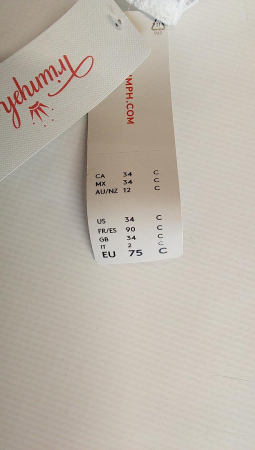 Triumph
MPH.COM
CA 34 C
MX 34 C
AU/NZ 12 C
US 34 C
FR/ES 90 C
GB 34 C
IT 2 C
EU 75 C